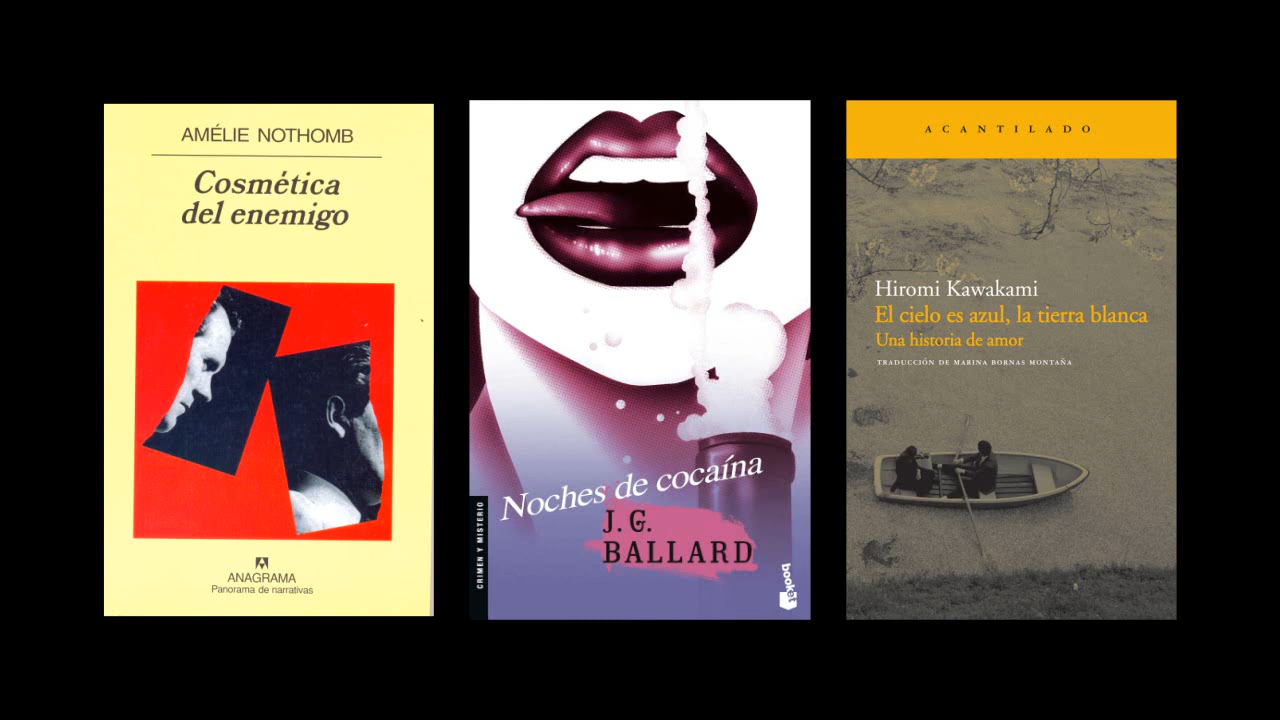 AMÉLIE NOTHOMB
Cosmética
del enemigo
ANAGRAMA
Panorama de narrativas
Noches de cocaína
J. G.
BALLARD
CRIMEN Y MISTERIO
booket
ACANTILADO
Hiromi Kawakami
El cielo es azul, la tierra blanca
Una historia de amor
TRADUCCIÓN DE MARINA BORNAS MONTAÑA